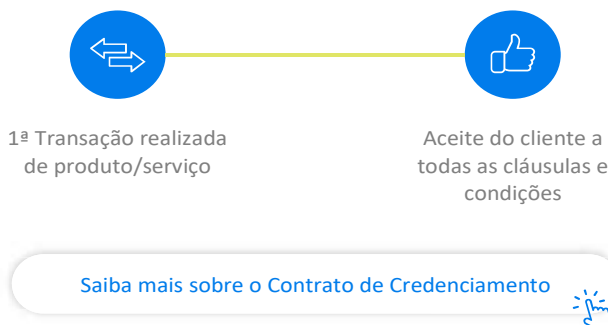 1ª Transação realizada
de produto/serviço
Aceite do cliente a
todas as cláusulas e
condições
Saiba mais sobre o Contrato de Credenciamento